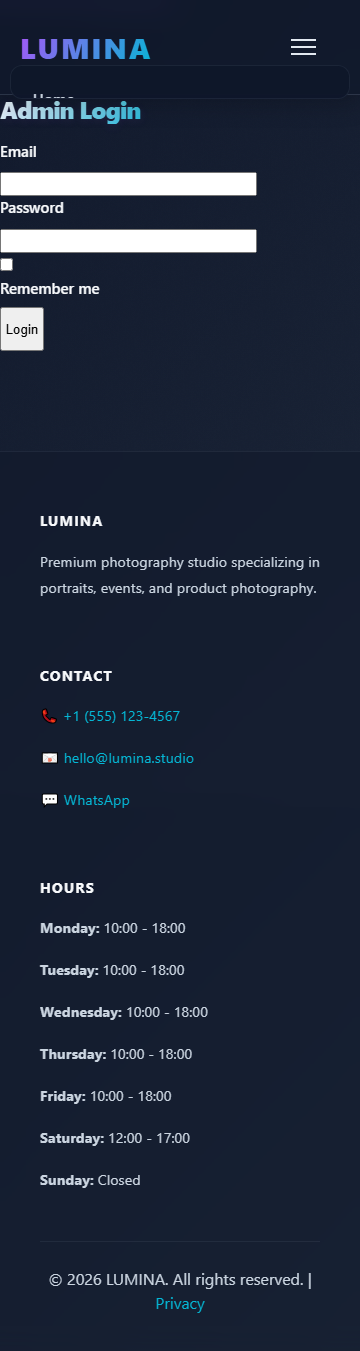 LUMINA
Home
Admin Login
Email
Password
Remember me
Login
LUMINA
Premium photography studio specializing in
portraits, events, and product photography.
CONTACT
📞 +1 (555) 123-4567
📧 hello@lumina.studio
💬 WhatsApp
HOURS
Monday: 10:00 - 18:00
Tuesday: 10:00 - 18:00
Wednesday: 10:00 - 18:00
Thursday: 10:00 - 18:00
Friday: 10:00 - 18:00
Saturday: 12:00 - 17:00
Sunday: Closed
© 2026 LUMINA. All rights reserved. |
Privacy